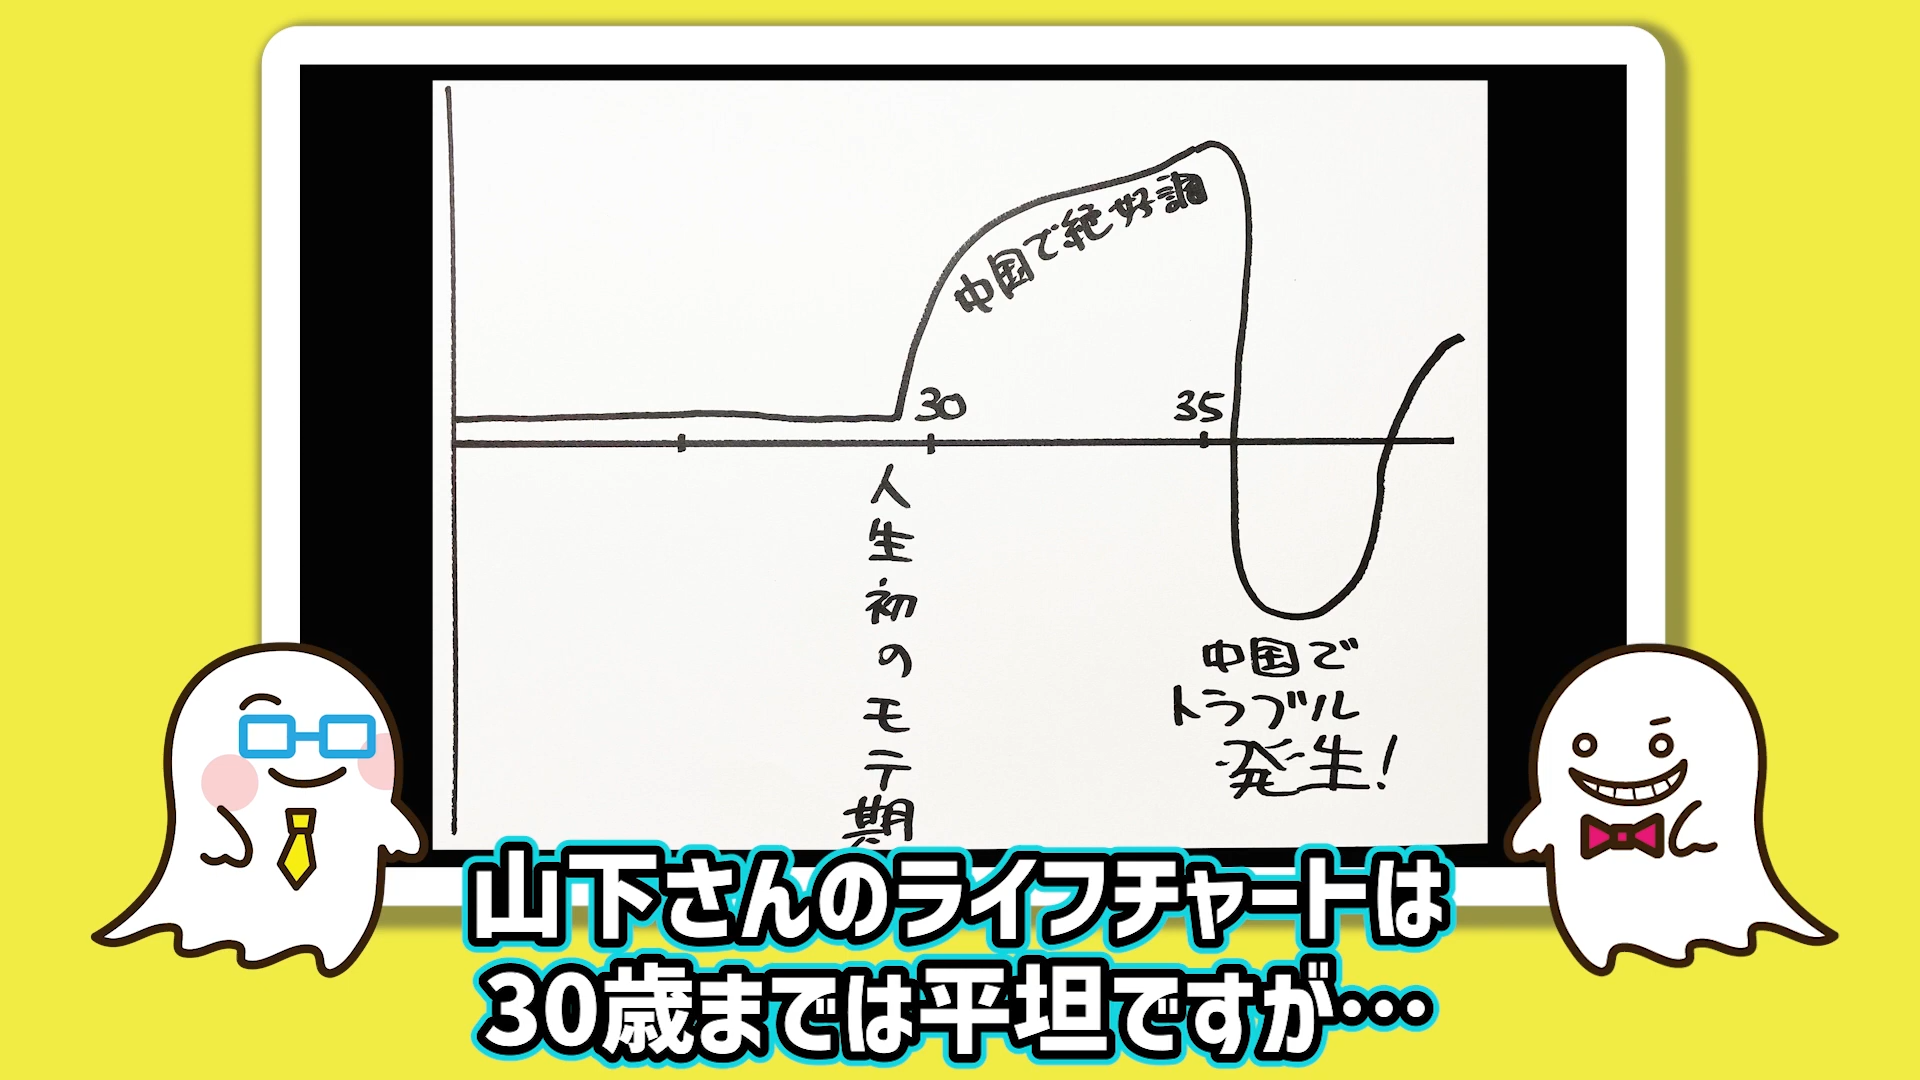 中国で絶好調
30
35
人生初のモテ期
中国で
トラブル
発生!
山下さんのライフチャートは
30歳までは平坦ですが…